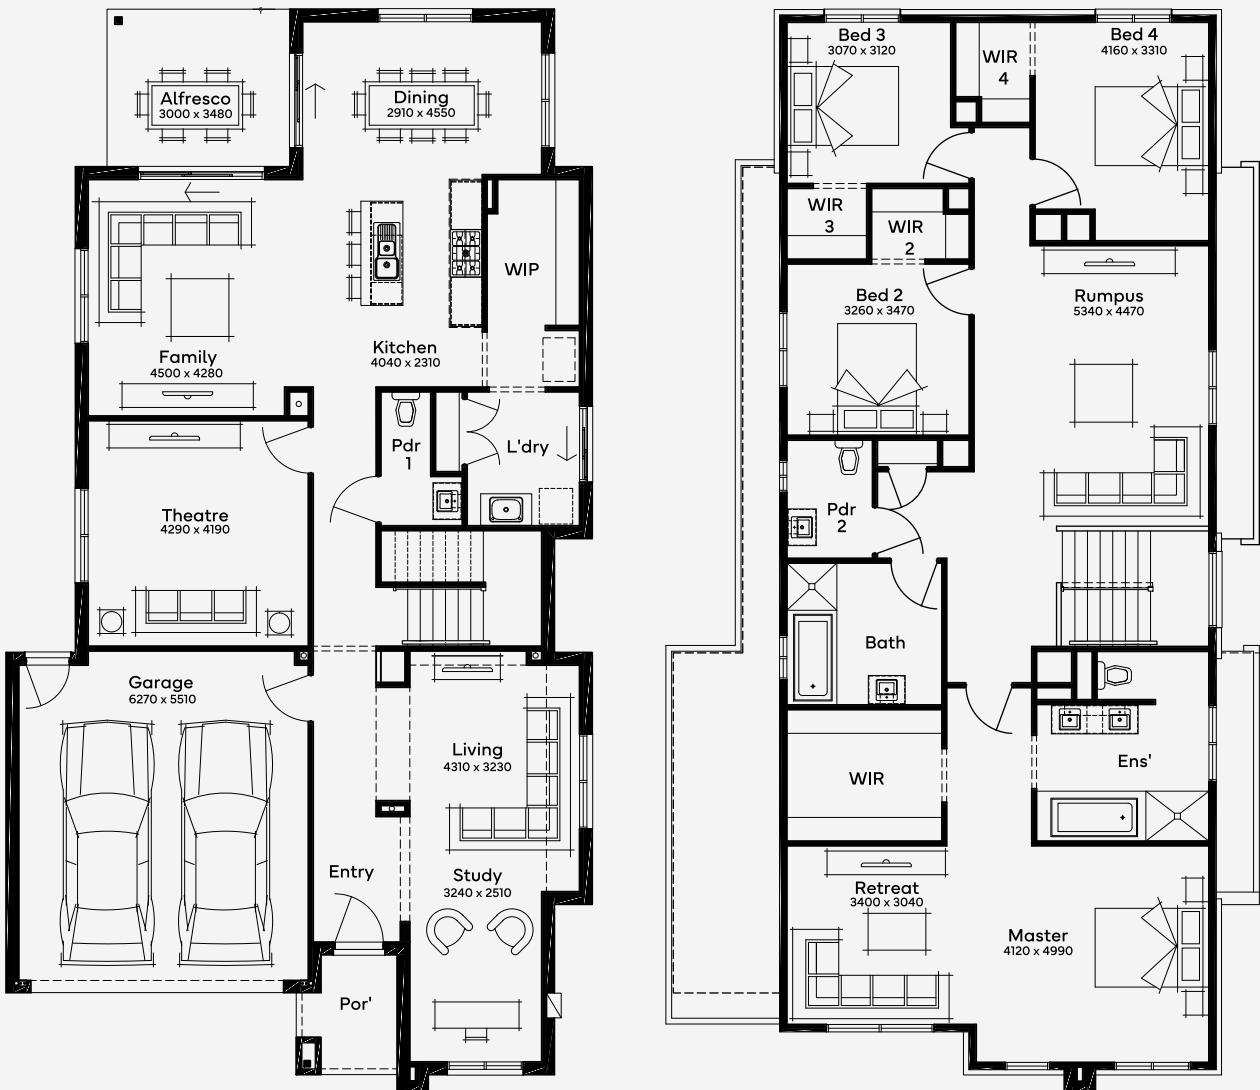 Alfresco
3000 x 3480
Dining
2910 x 4550
WIP
Family
4500 x 4280
Kitchen
4040 x 2310
Pdr
1
L'dry
Theatre
4290 x 4190
Garage
6270 x 5510
Living
4310 x 3230
Entry
Study
3240 x 2510
Por'
Bed 3
3070 x 3120
WIR
4
Bed 4
4160 x 3310
WIR
3
WIR
2
Bed 2
3260 x 3470
Rumpus
5340 x 4470
Pdr
2
Bath
WIR
Ens'
Retreat
3400 x 3040
Master
4120 x 4990